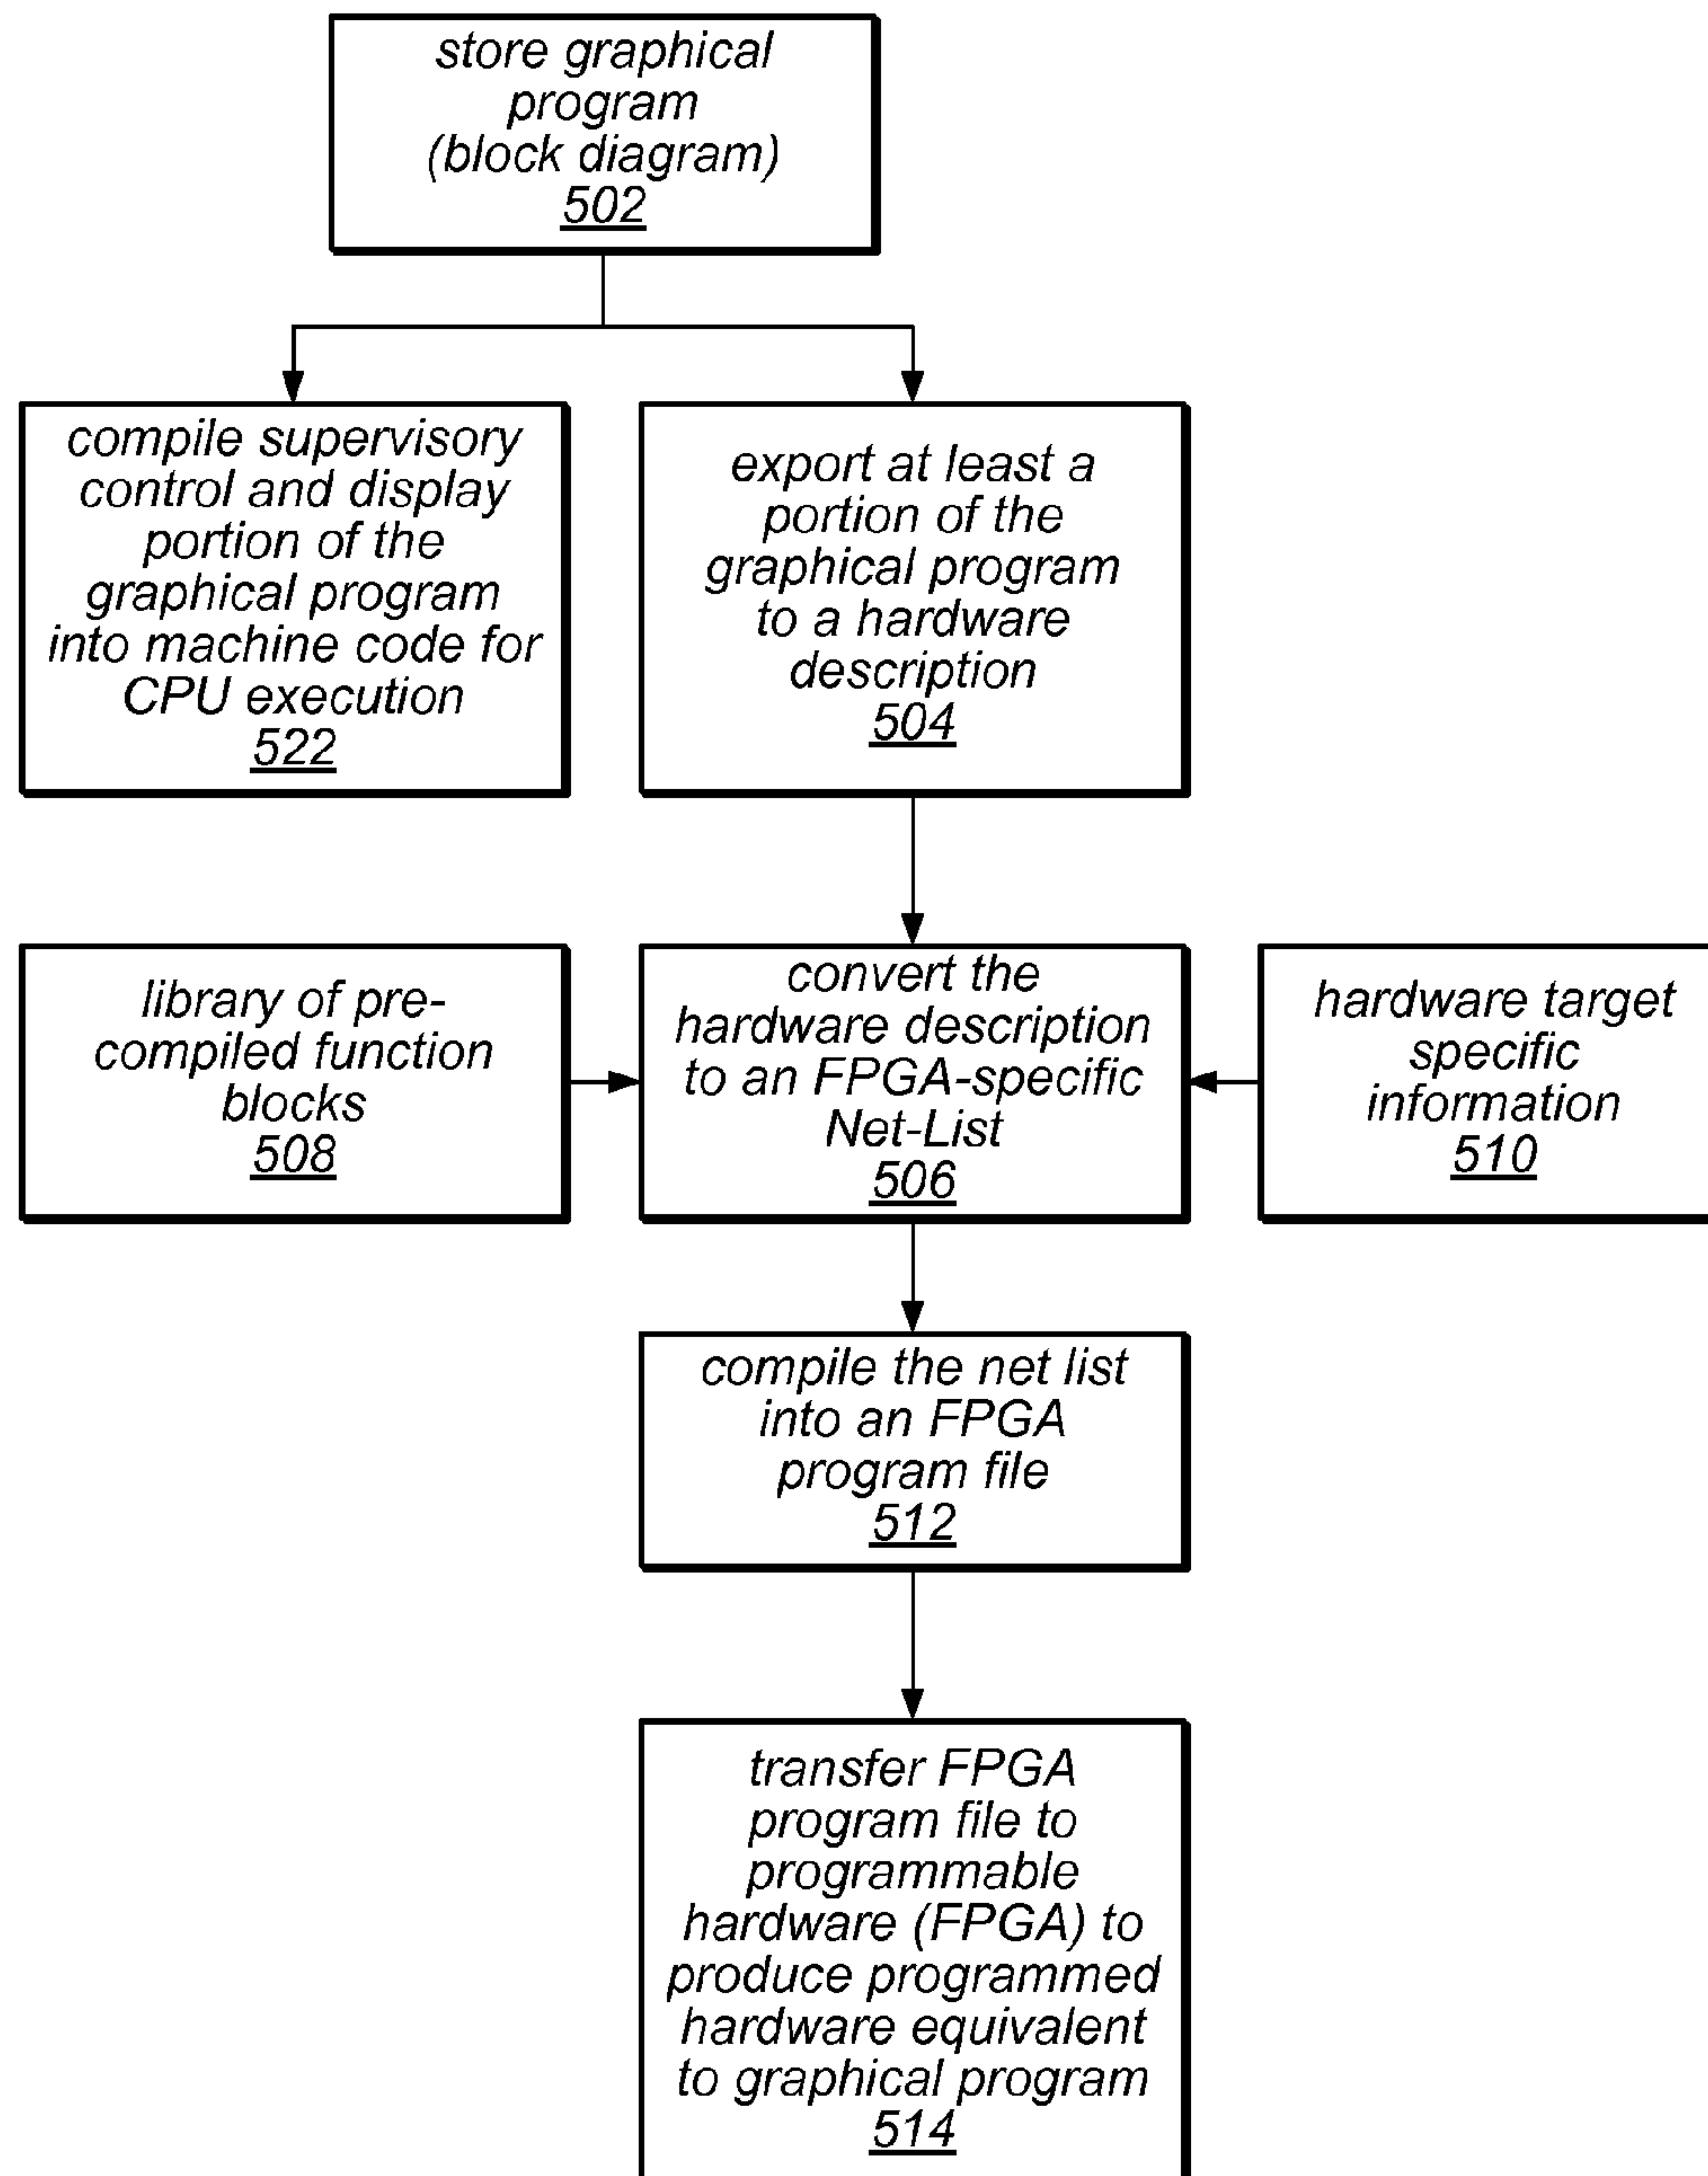 store graphical
program
(block diagram)
502
compile supervisory
control and display
portion of the
graphical program
into machine code for
CPU execution
522
export at least a
portion of the
graphical program
to a hardware
description
504
library of pre-
compiled function
blocks
508
convert the
hardware description
to an FPGA-specific
Net-List
506
hardware target
specific
information
510
compile the net list
into an FPGA
program file
512
transfer FPGA
program file to
programmable
hardware (FPGA) to
produce programmed
hardware equivalent
to graphical program
514